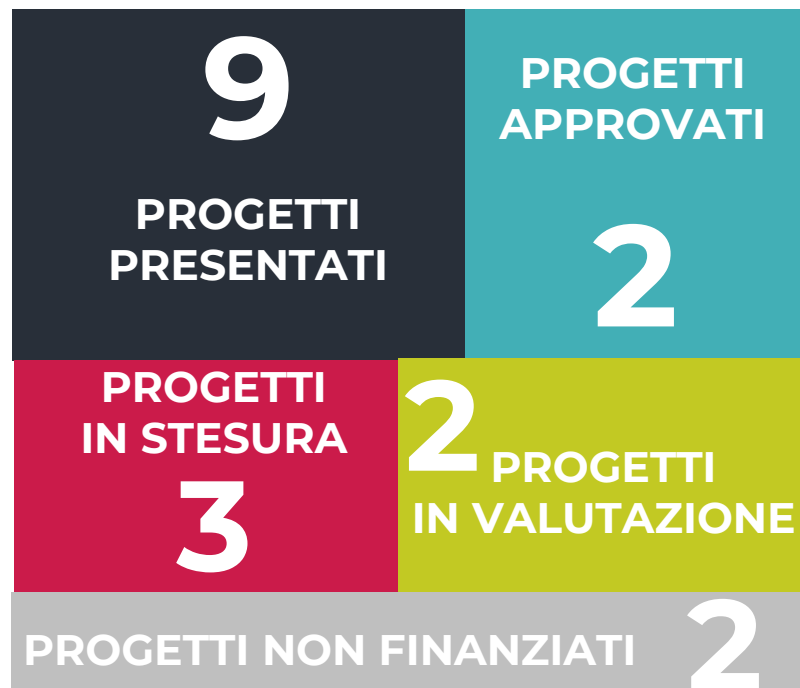 9
PROGETTI
PRESENTATI
PROGETTI
APPROVATI
2
PROGETTI
IN STESURA
3
2
PROGETTI
IN VALUTAZIONE
PROGETTI NON FINANZIATI 2